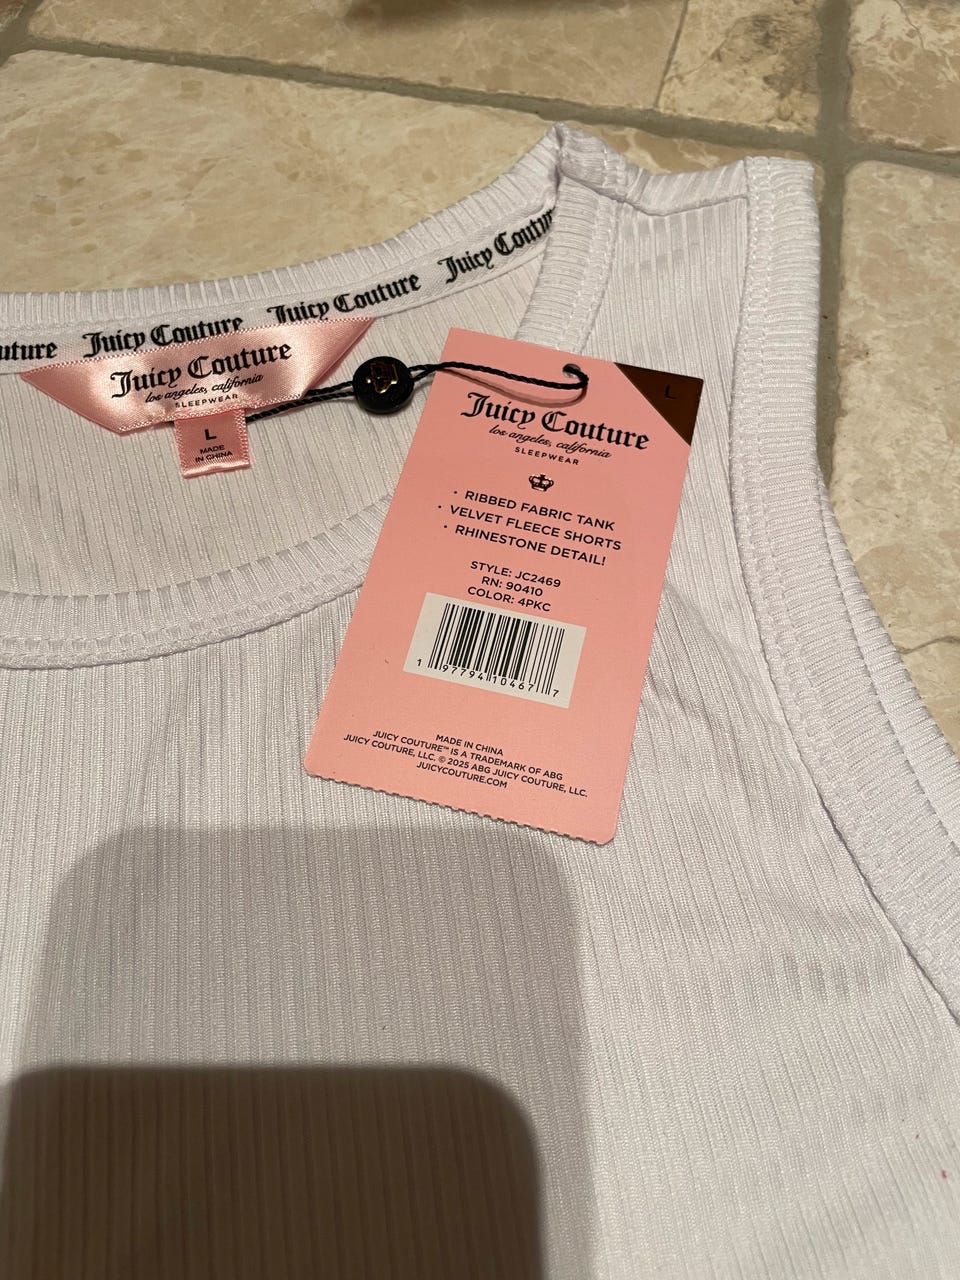 Couture Juicy Couture Juicy Couture Juicy Couture
Juicy Couture
los angeles, california
SLEEPWEAR
L
MADE
IN CHINA
L
Juicy Couture
los angeles, california
SLEEPWEAR
· RIBBED FABRIC TANK
· VELVET FLEECE SHORTS
· RHINESTONE DETAIL!
STYLE: JC2469
RN: 90410
COLOR: 4PKC
1 97794 10467 7
MADE IN CHINA
JUICY COUTURE™ IS A TRADEMARK OF ABG
JUICY COUTURE, LLC. © 2025 ABG JUICY COUTURE, LLC.
JUICYCOUTURE.COM